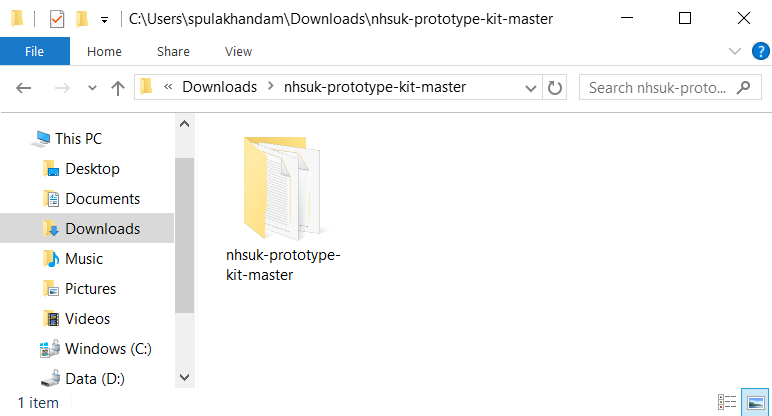 C:\Users\spulakhandam\Downloads\nhsuk-prototype-kit-master
File Home Share View
« Downloads > nhsuk-prototype-kit-master Search nhsuk-proto...
This PC
Desktop
Documents
Downloads
Music
Pictures
Videos
Windows (C:)
Data (D:)
nhsuk-prototype-
kit-master
1 item